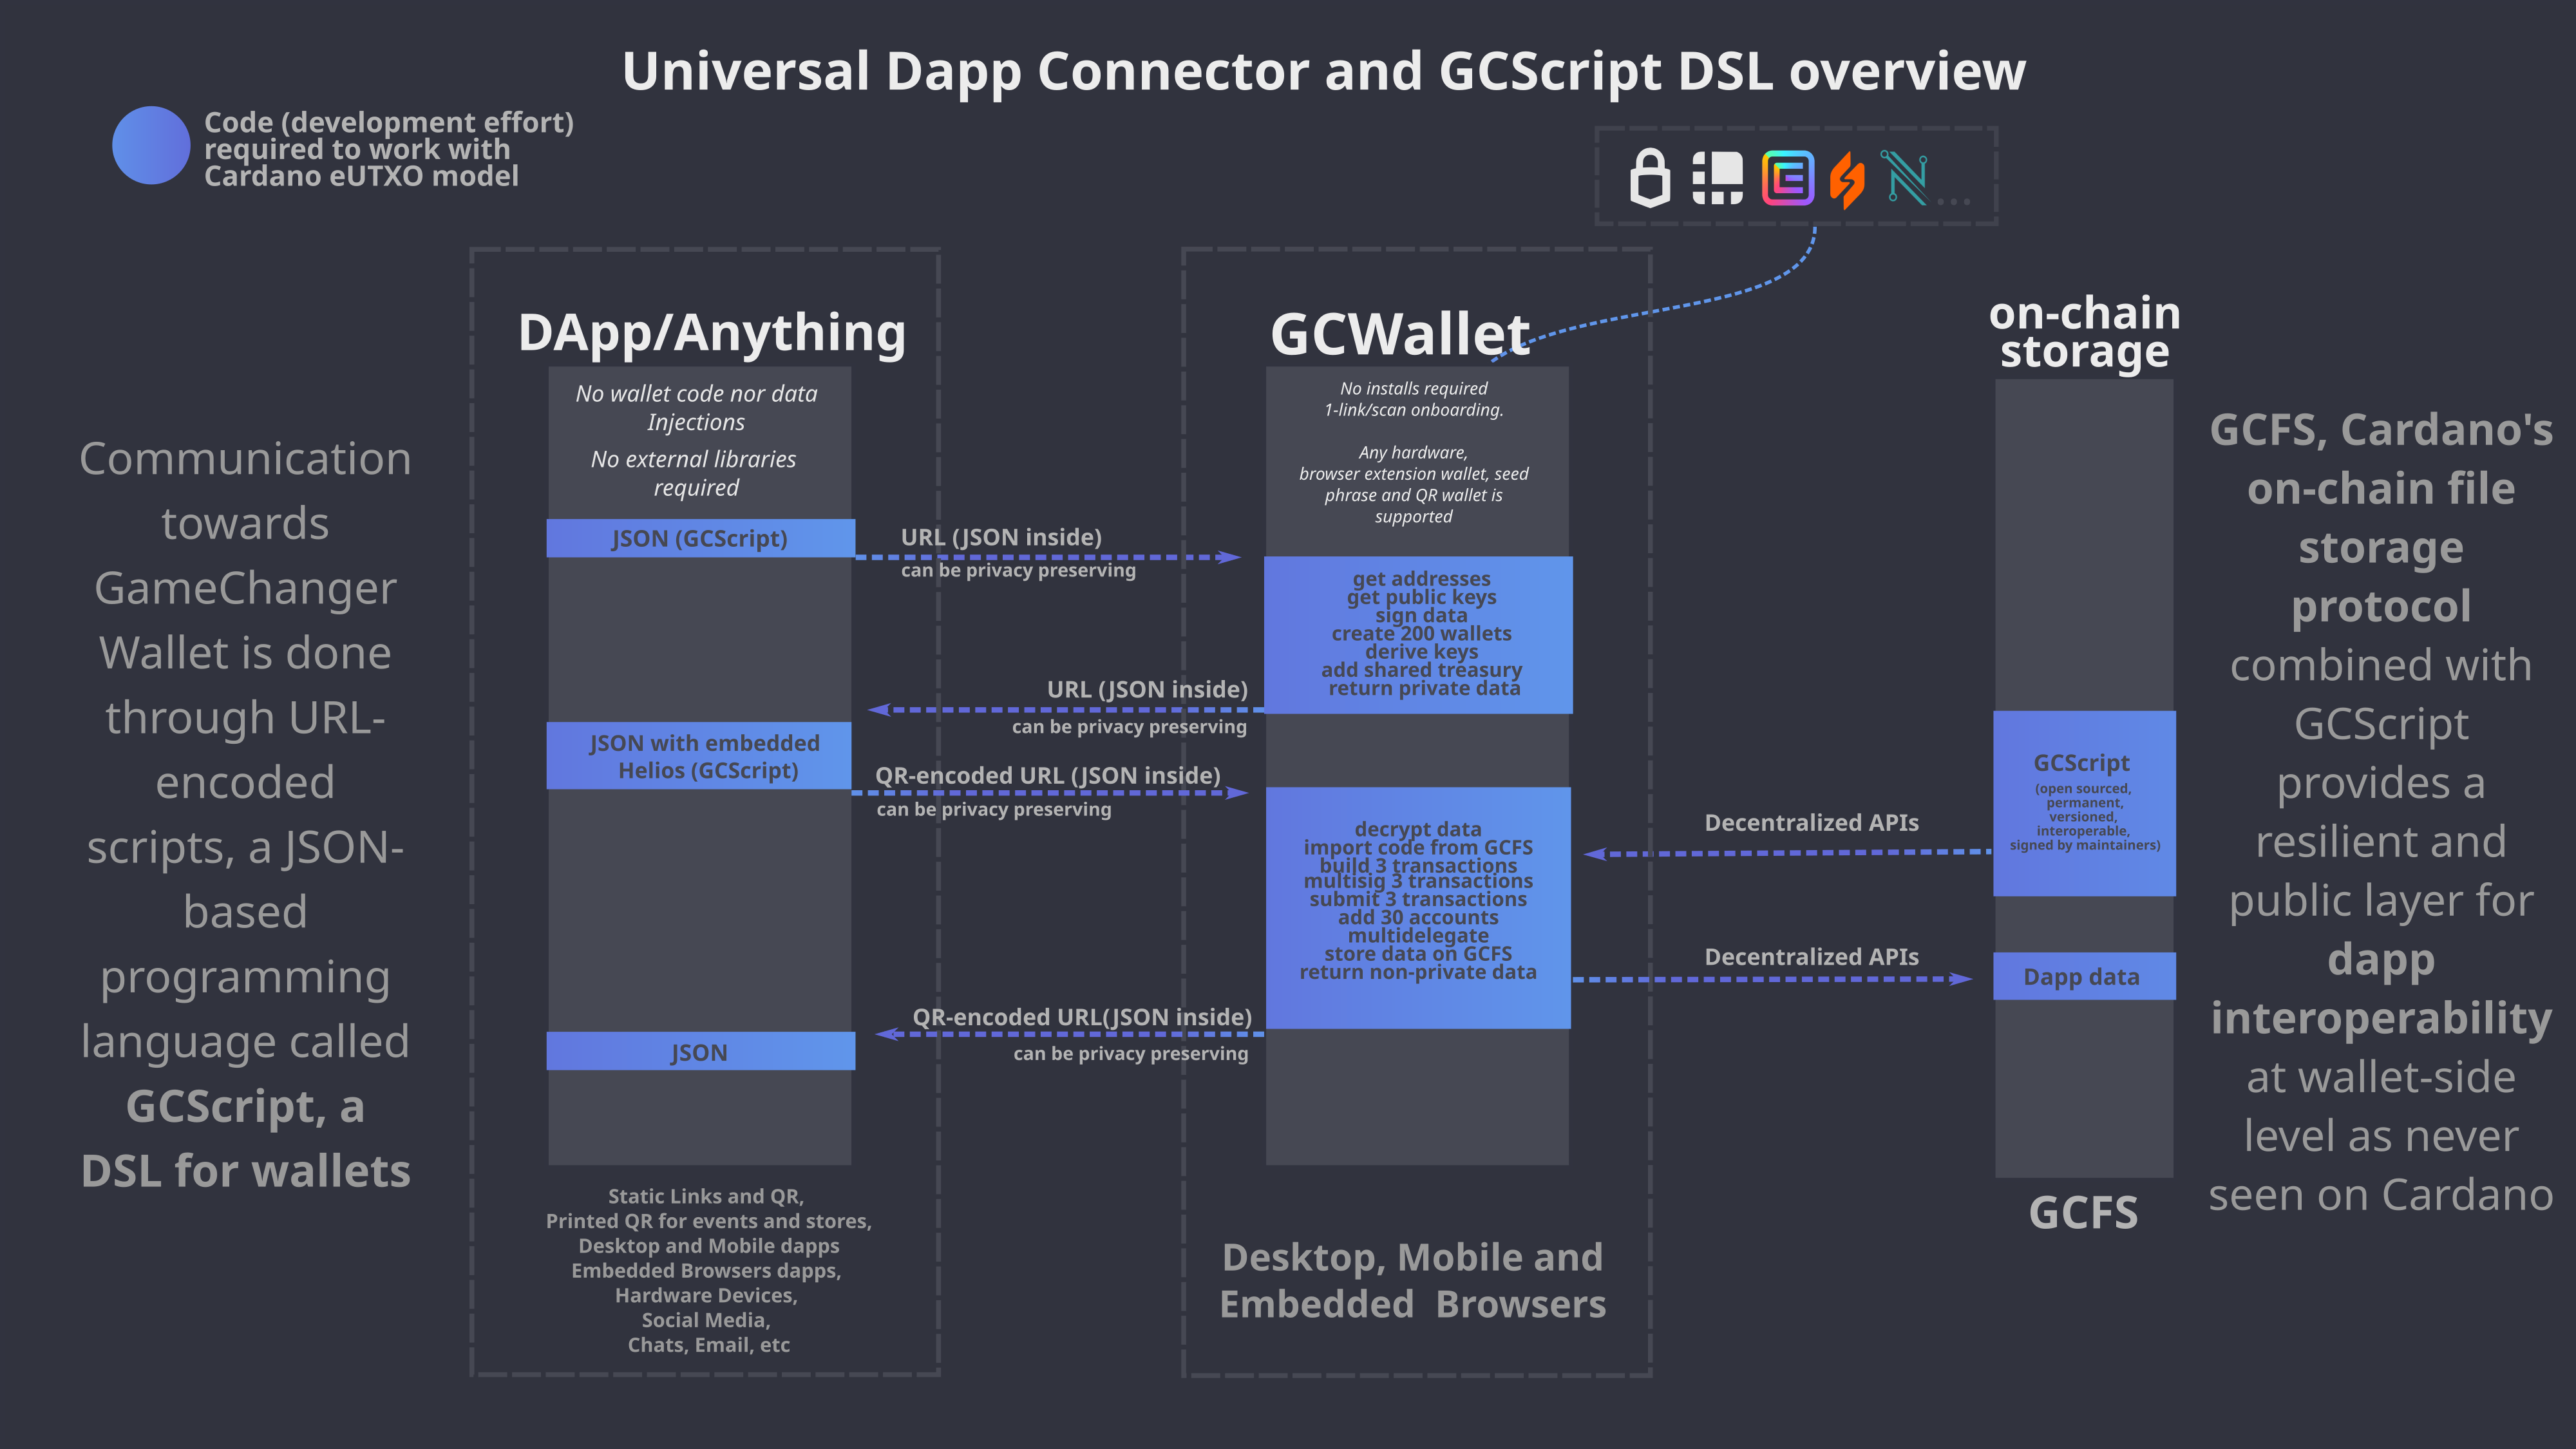 Universal Dapp Connector and GCScript DSL overview
Code (development effort)
required to work with
Cardano eUTXO model
Communication
towards
GameChanger
Wallet is done
through URL-
encoded
scripts, a JSON-
based
programming
language called
GCScript, a
DSL for wallets
DApp/Anything
No wallet code nor data
Injections
No external libraries
required
JSON (GCScript)
JSON with embedded
Helios (GCScript)
JSON
Static Links and QR,
Printed QR for events and stores,
Desktop and Mobile dapps
Embedded Browsers dapps,
Hardware Devices,
Social Media,
Chats, Email, etc
URL (JSON inside)
can be privacy preserving
URL (JSON inside)
can be privacy preserving
QR-encoded URL (JSON inside)
can be privacy preserving
QR-encoded URL(JSON inside)
can be privacy preserving
GCWallet
No installs required
1-link/scan onboarding.
Any hardware,
browser extension wallet, seed
phrase and QR wallet is
supported
get addresses
get public keys
sign data
create 200 wallets
derive keys
add shared treasury
return private data
decrypt data
import code from GCFS
build 3 transactions
multisig 3 transactions
submit 3 transactions
add 30 accounts
multidelegate
store data on GCFS
return non-private data
Desktop, Mobile and
Embedded Browsers
Decentralized APIs
Decentralized APIs
on-chain
storage
GCScript
(open sourced,
permanent,
versioned,
interoperable,
signed by maintainers)
Dapp data
GCFS
GCFS, Cardano's
on-chain file
storage
protocol
combined with
GCScript
provides a
resilient and
public layer for
dapp
interoperability
at wallet-side
level as never
seen on Cardano